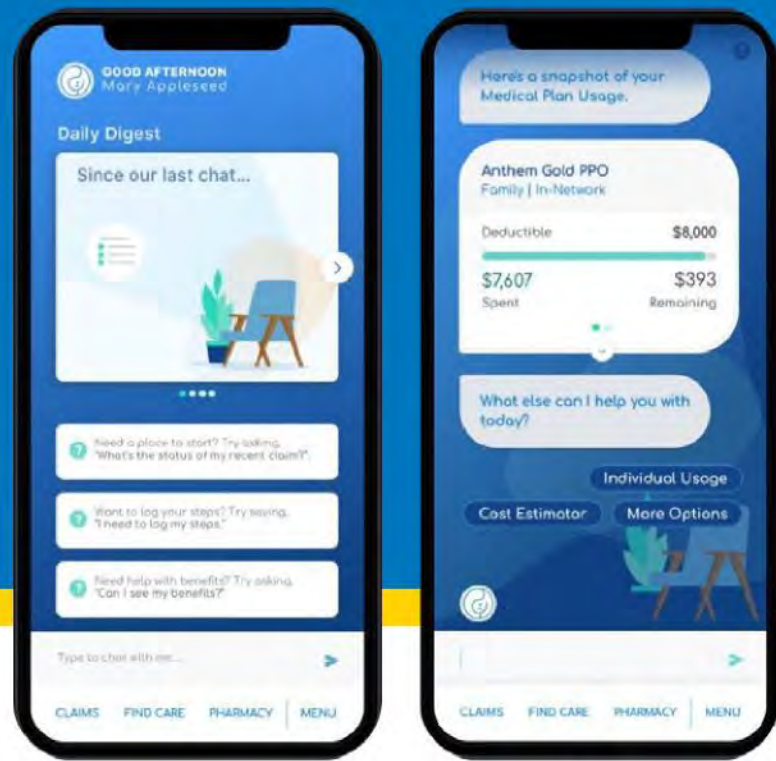 GOOD AFTERNOON
Mary Appleseed
Daily Digest
Since our last chat...
Need a place to start? Try asking,
"What's the status of my recent claim?".
Want to log your steps? Try saying,
"I need to log my steps."
Need help with benefits? Try asking,
"Can I see my benefits?"
Type to chat with me...
CLAIMS FIND CARE PHARMACY MENU
Here's a snapshot of your
Medical Plan Usage.
Anthem Gold PPO
Family | In-Network
Deductible $8,000
$7,607 $393
Spent Remaining
What else can I help you with
today?
Individual Usage
Cost Estimator More Options
CLAIMS FIND CARE PHARMACY MENU